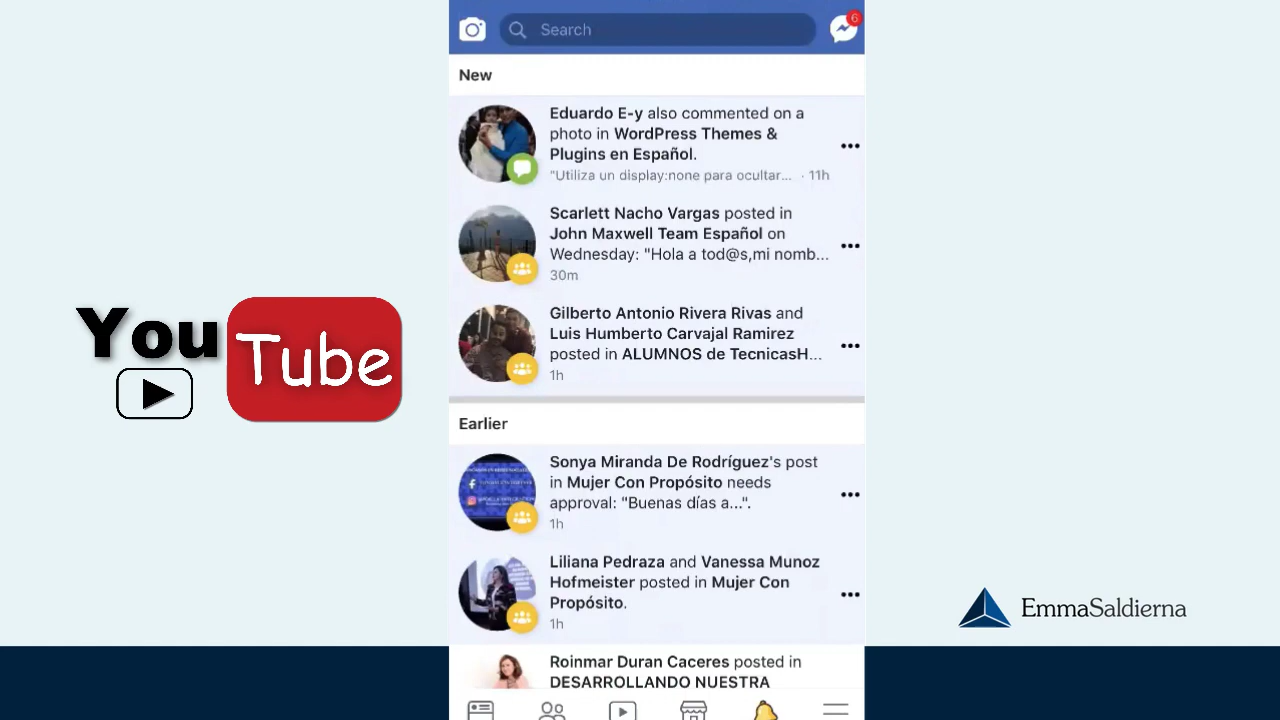 Search
6
New
Eduardo E-y also commented on a
photo in WordPress Themes &
Plugins en Español.
"Utiliza un display:none para ocultar... · 11h
Scarlett Nacho Vargas posted in
John Maxwell Team Español on
Wednesday: "Hola a tod@s,mi nomb...
30m
Gilberto Antonio Rivera Rivas and
Luis Humberto Carvajal Ramirez
posted in ALUMNOS de TecnicasH...
1h
Earlier
Sonya Miranda De Rodríguez's post
in Mujer Con Propósito needs
approval: "Buenas días a...".
1h
Liliana Pedraza and Vanessa Munoz
Hofmeister posted in Mujer Con
Propósito.
1h
Roinmar Duran Caceres posted in
DESARROLLANDO NUESTRA
You
Tube
EmmaSaldierna